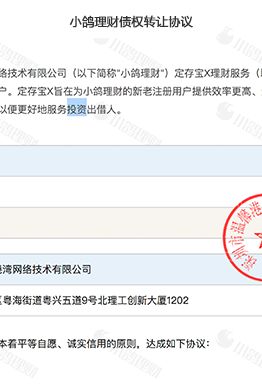 小鸽理财债权转让协议
络技术有限公司（以下简称“小鸽理财”）定存宝X理财服务（
户。定存宝X旨在为小鸽理财的新老注册用户提供效率更高、
以便更好地服务投资出借人。
港湾网络技术有限公司
区粤海街道粤兴五道9号北理工创新大厦1202
本着平等自愿、诚实信用的原则，达成如下协议：